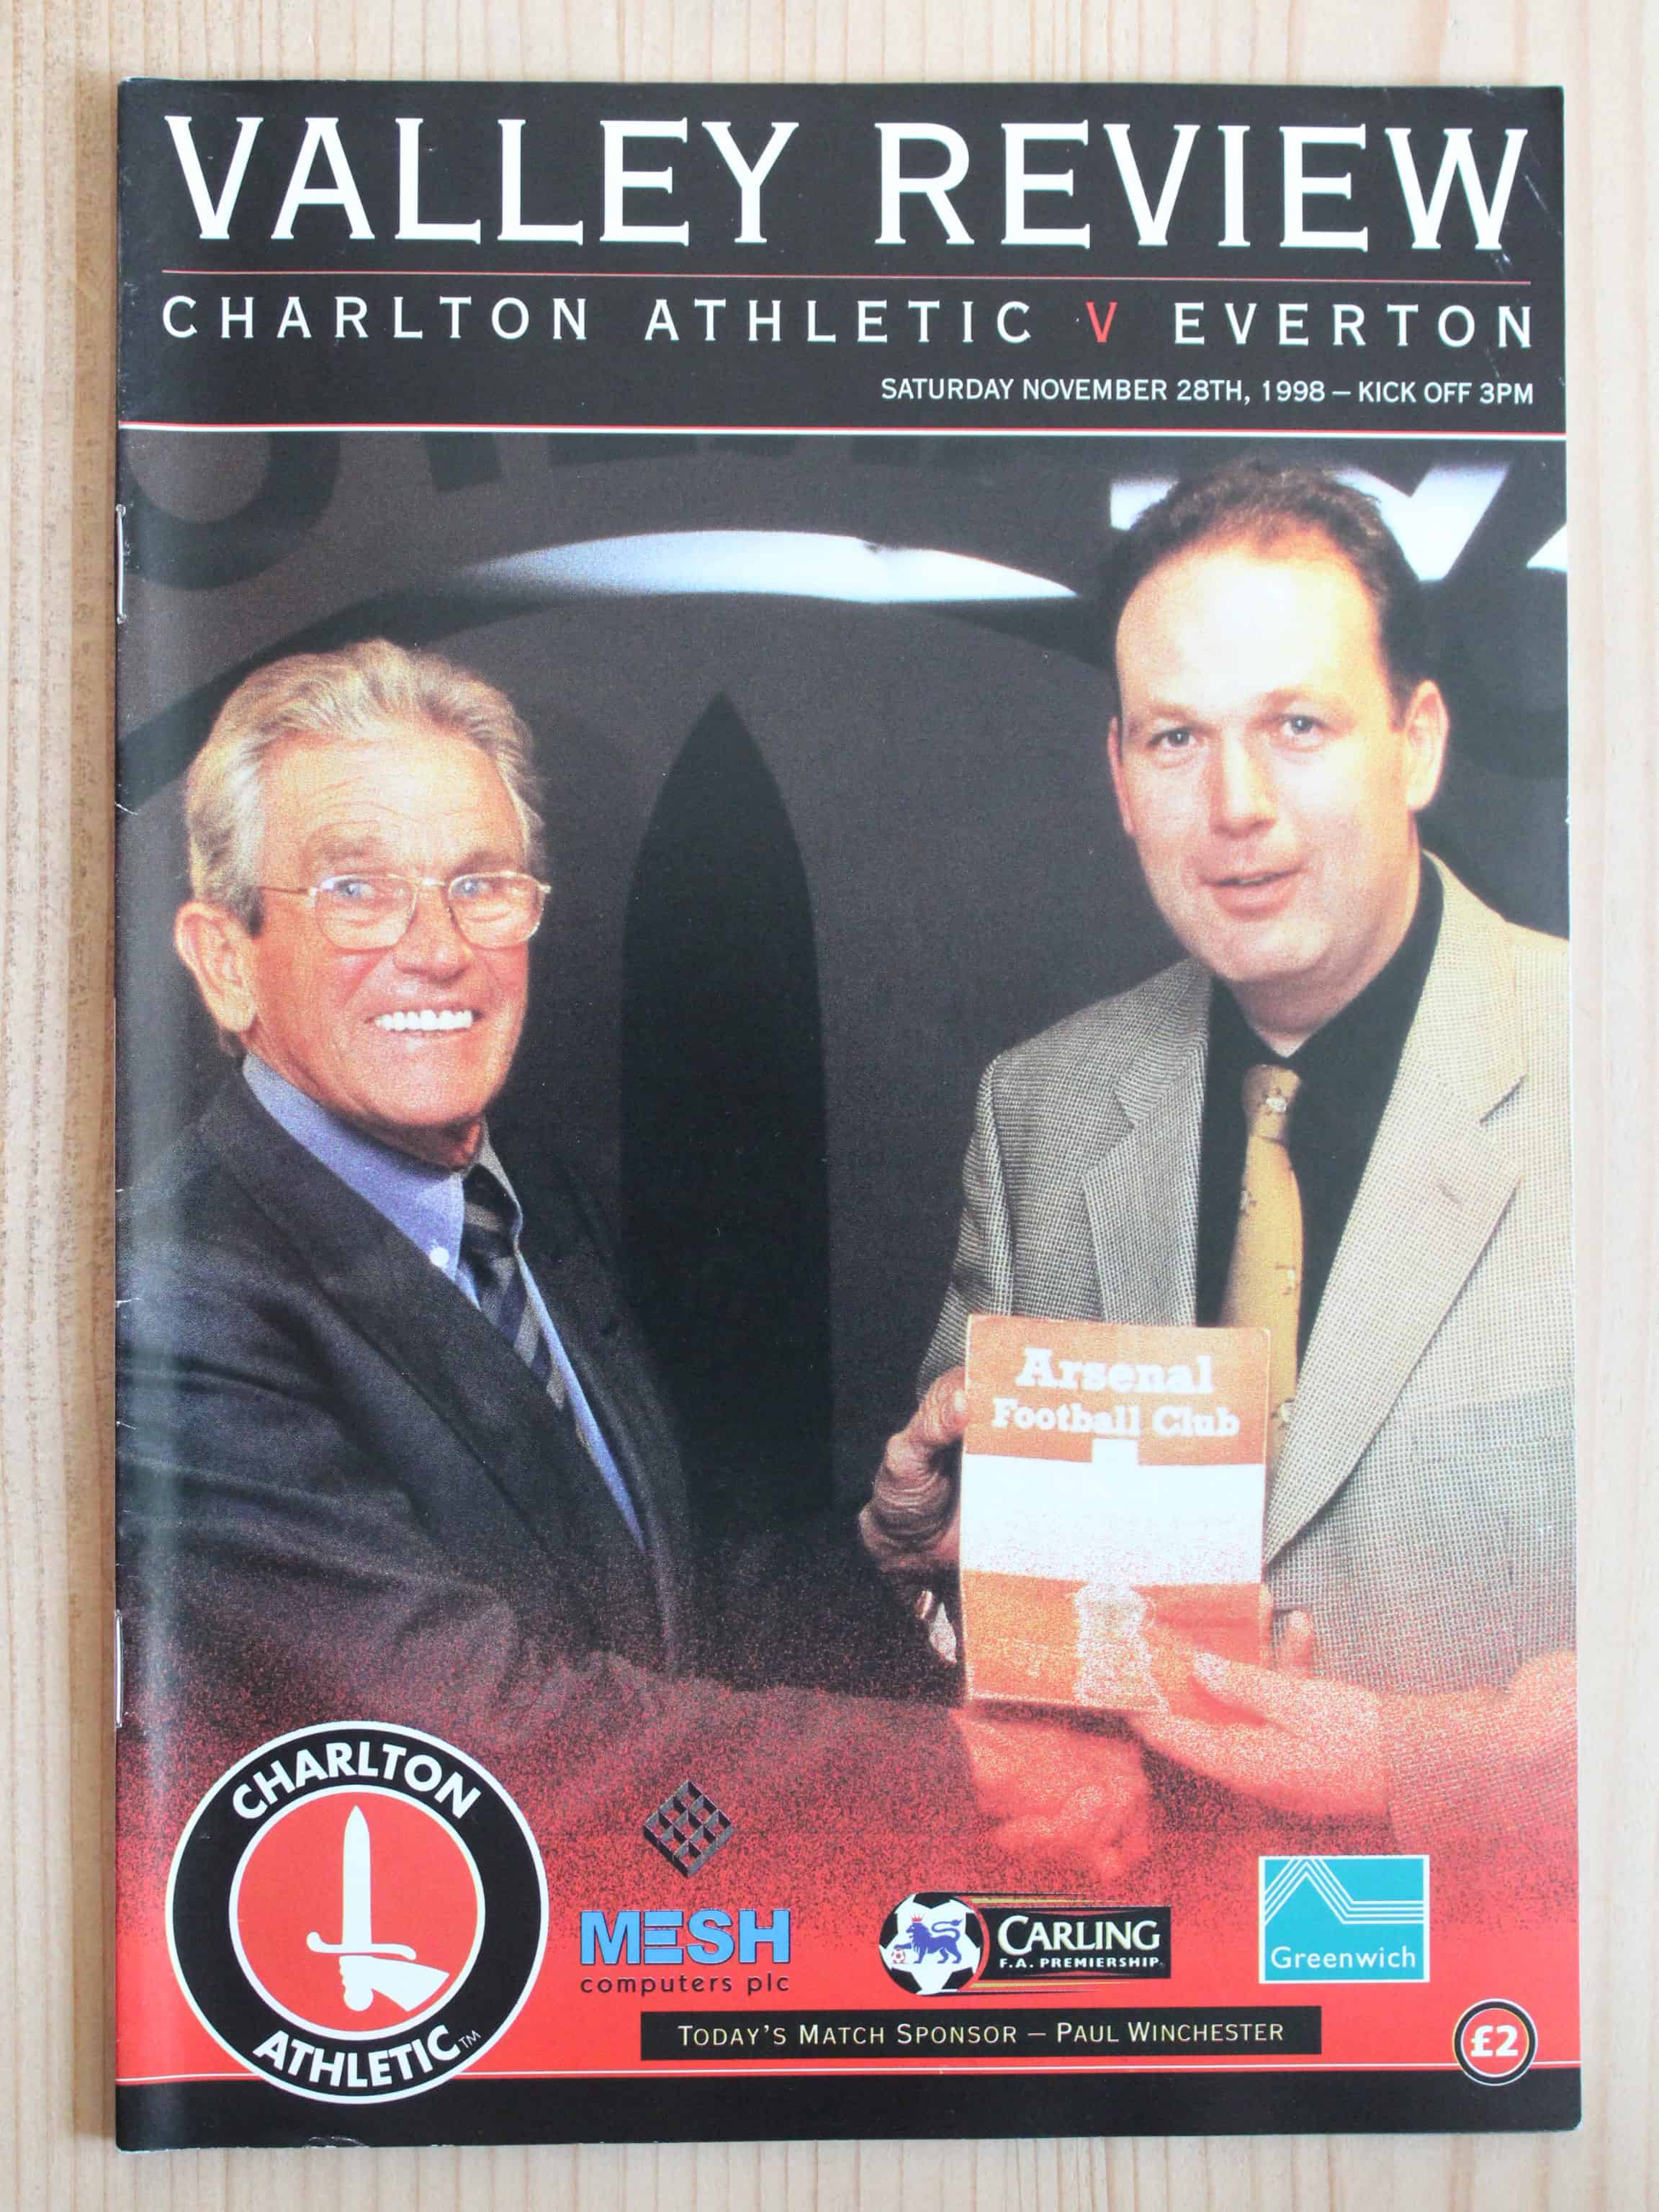 VALLEY REVIEW
CHARLTON ATHLETIC V EVERTON
SATURDAY NOVEMBER 28TH, 1998 – KICK OFF 3PM
Arsenal
Football Club
CHARLTON
ATHLETIC™
MESH
computers plc
CARLING
F.A. PREMIERSHIP
Greenwich
TODAY'S MATCH SPONSOR – PAUL WINCHESTER
£2